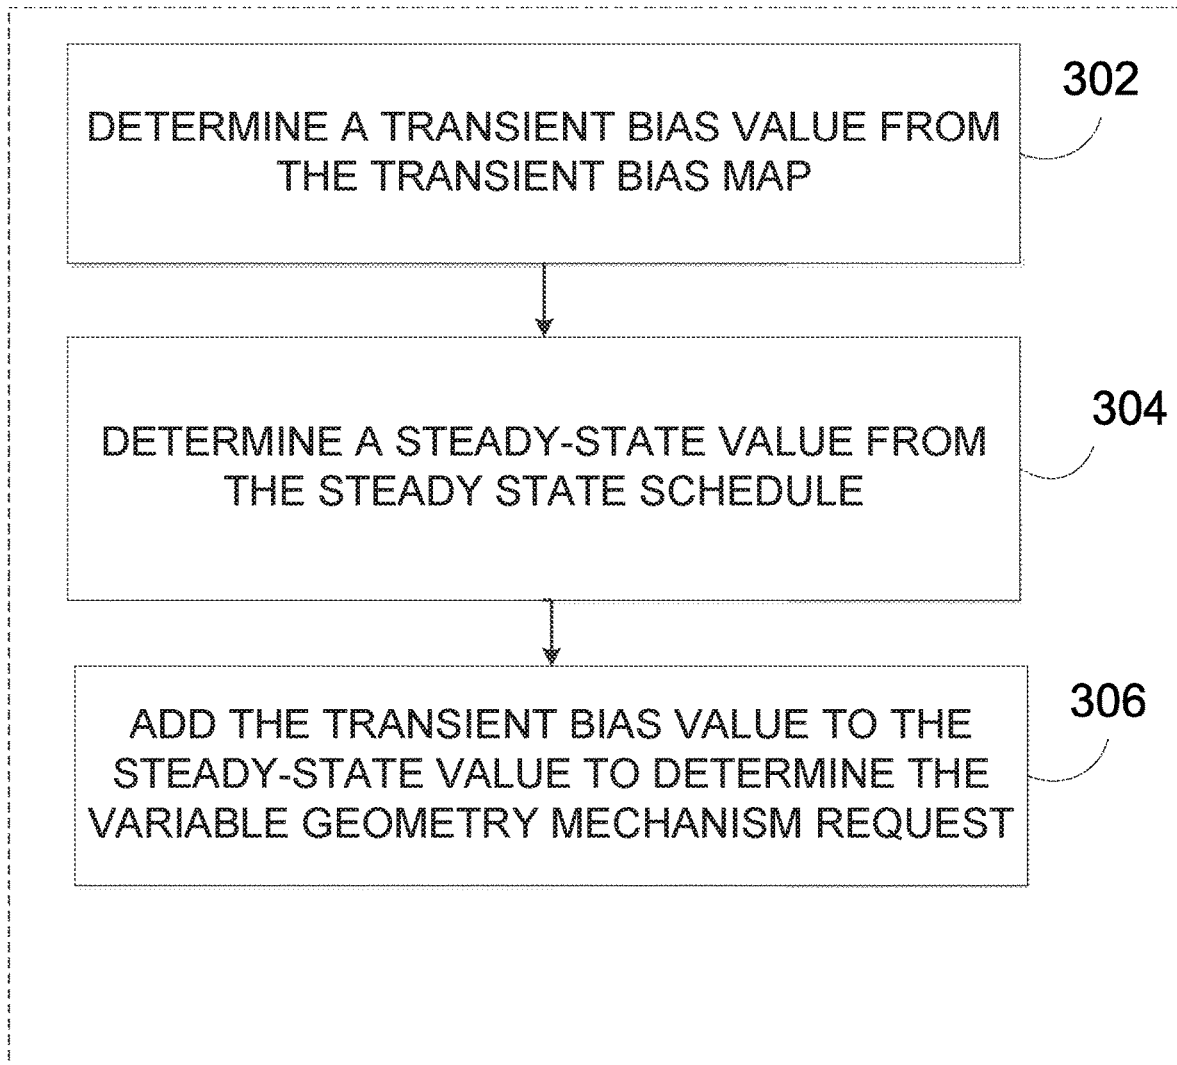 302
DETERMINE A TRANSIENT BIAS VALUE FROM
THE TRANSIENT BIAS MAP
304
DETERMINE A STEADY-STATE VALUE FROM
THE STEADY STATE SCHEDULE
306
ADD THE TRANSIENT BIAS VALUE TO THE
STEADY-STATE VALUE TO DETERMINE THE
VARIABLE GEOMETRY MECHANISM REQUEST